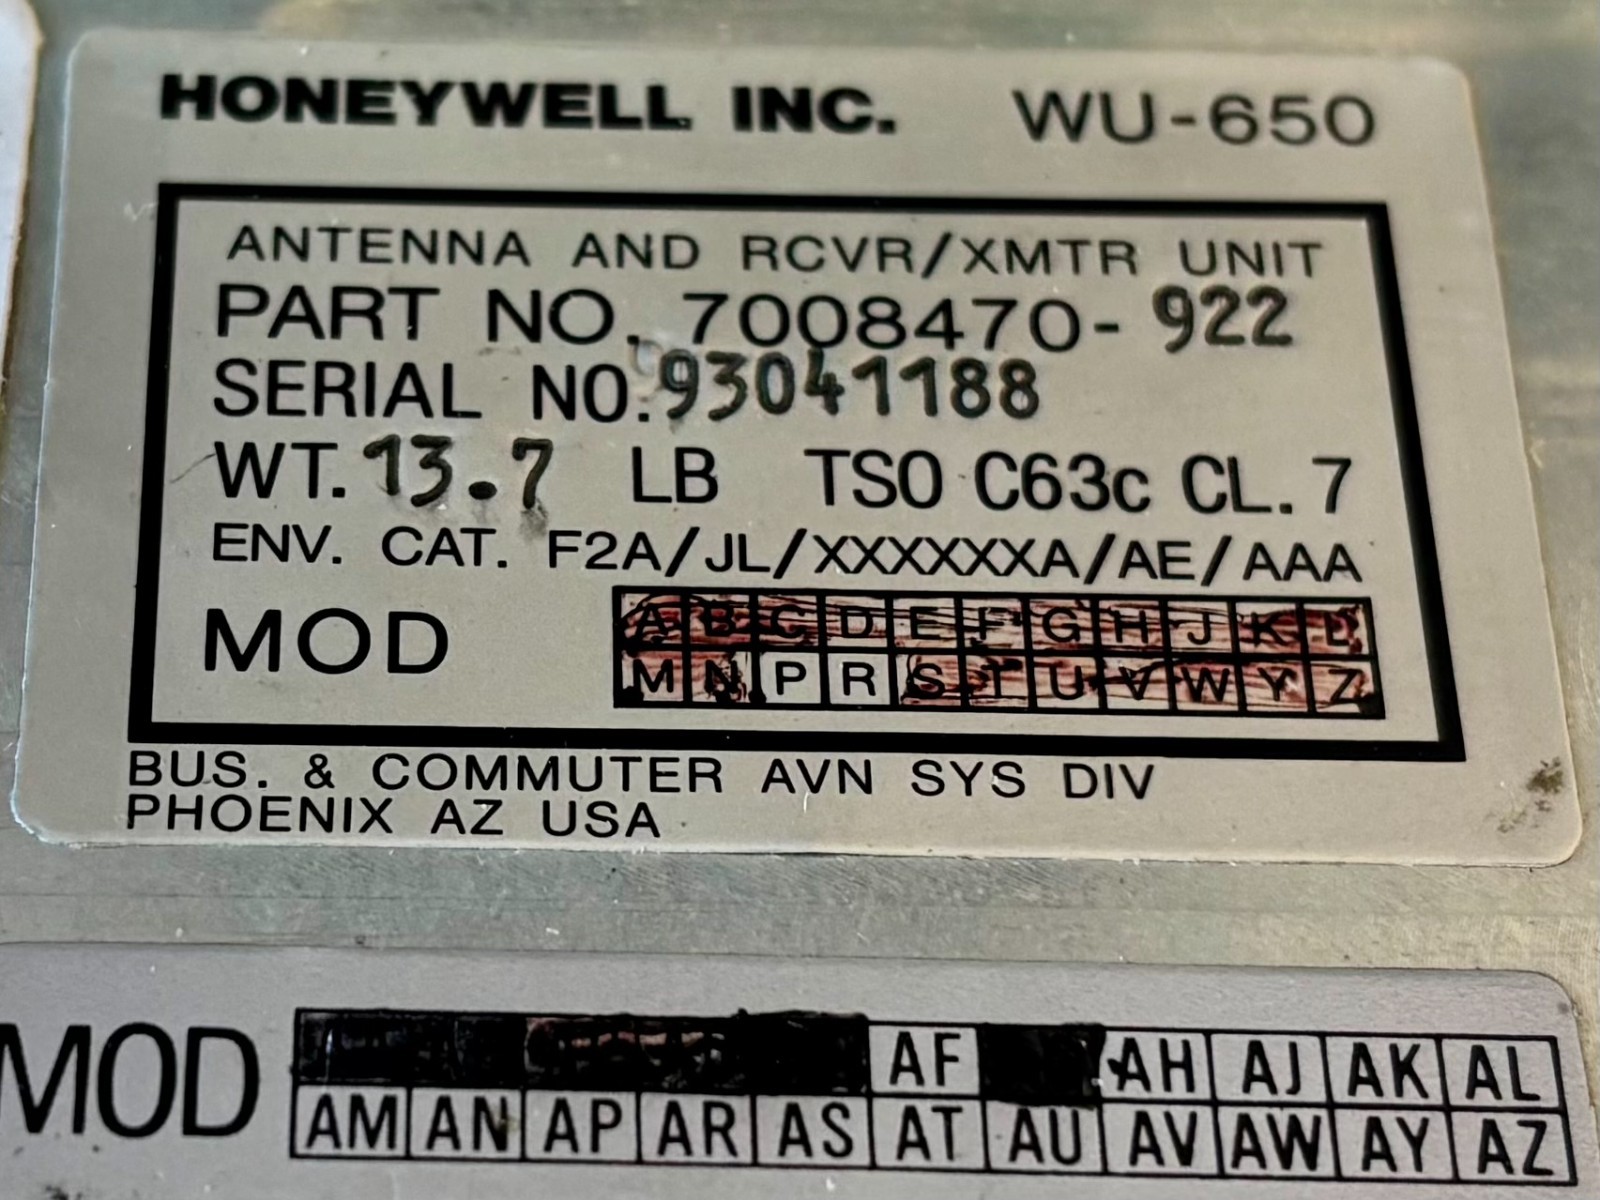 HONEYWELL INC. WU-650
ANTENNA AND RCVR/XMTR UNIT
PART NO. 7008470-922
SERIAL NO. 93041188
WT. 13.7 LB TSO C63c CL. 7
ENV. CAT. F2A/JL/XXXXXXA/AE/AAA
MOD
A B C D E F G H J K L
M N P R S T U V W Y Z
BUS. & COMMUTER AVN SYS DIV
PHOENIX AZ USA
MOD
AF AH AJ AK AL
AM AN AP AR AS AT AU AV AW AY AZ